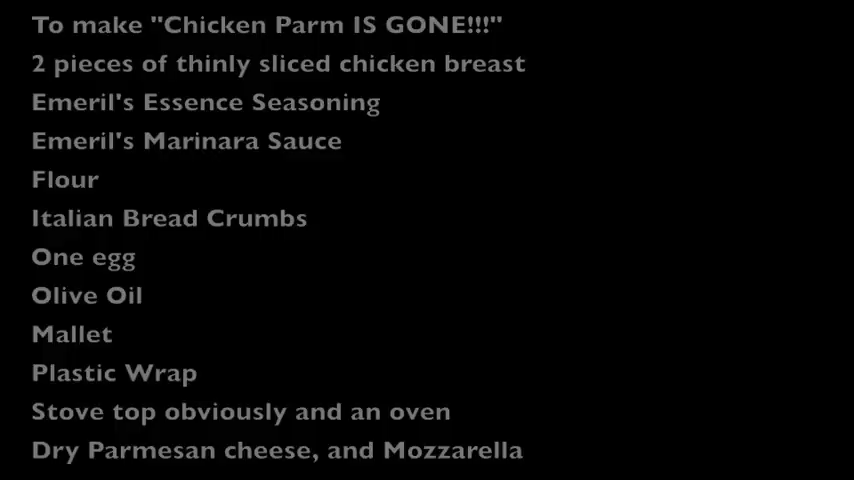 To make "Chicken Parm IS GONE!!!"
2 pieces of thinly sliced chicken breast
Emeril's Essence Seasoning
Emeril's Marinara Sauce
Flour
Italian Bread Crumbs
One egg
Olive Oil
Mallet
Plastic Wrap
Stove top obviously and an oven
Dry Parmesan cheese, and Mozzarella